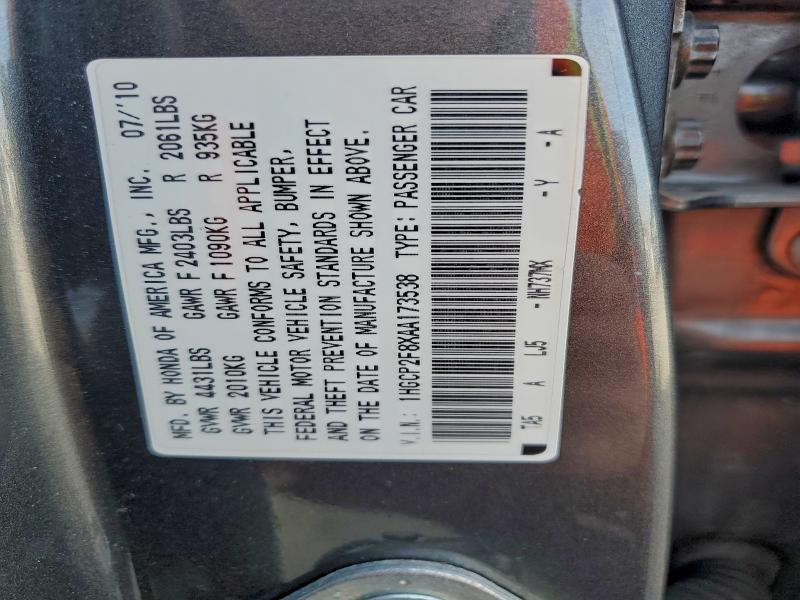 MFD. BY HONDA OF AMERICA MFG., INC. 07/'10
GVWR 4431LBS GAWR F 2403LBS R 2061LBS
GVWR 2010KG GAWR F 1090KG R 935KG
THIS VEHICLE CONFORMS TO ALL APPLICABLE
FEDERAL MOTOR VEHICLE SAFETY, BUMPER,
AND THEFT PREVENTION STANDARDS IN EFFECT
ON THE DATE OF MANUFACTURE SHOWN ABOVE.
V.I.N.: 1HGCP2F8XAA173538 TYPE: PASSENGER CAR
TA5 A LJ5 -NH737MX -Y -A